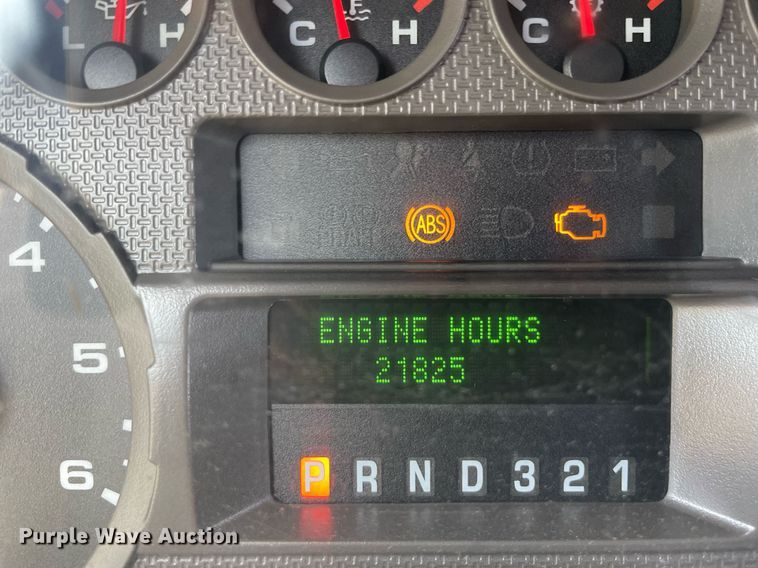 L H C H C H
ABS
4
ENGINE HOURS
21825
5
P R N D 3 2 1
6
Purple Wave Auction